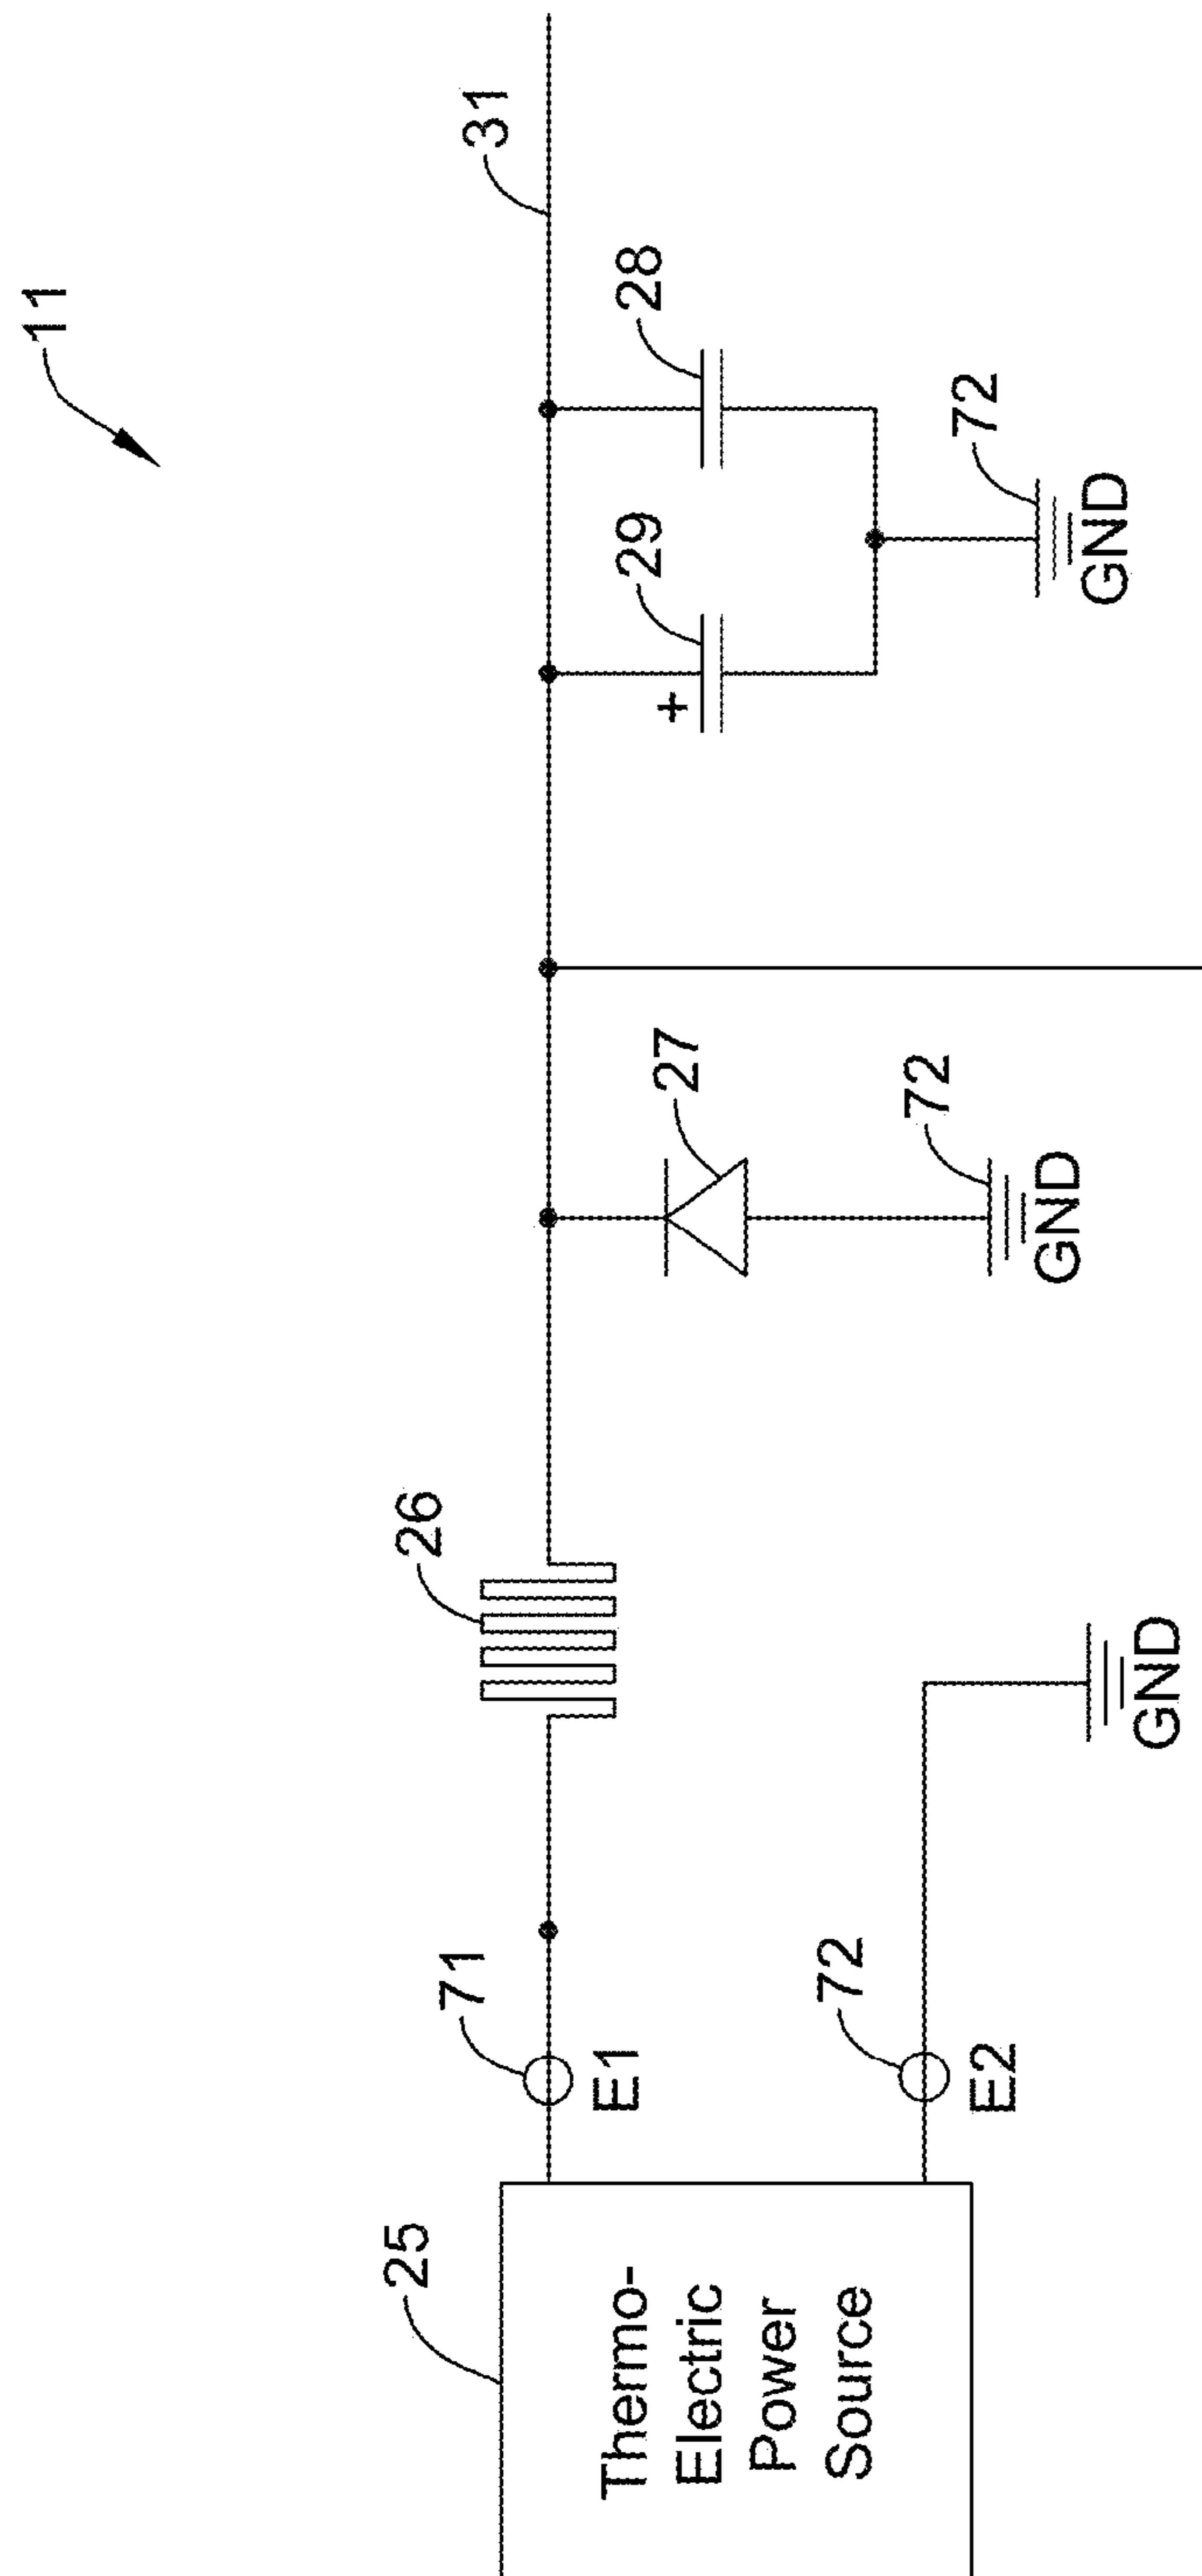 11
31
28
29
+
72
GND
27
72
GND
26
71
E1
72
E2
GND
25
Thermo-
Electric
Power
Source